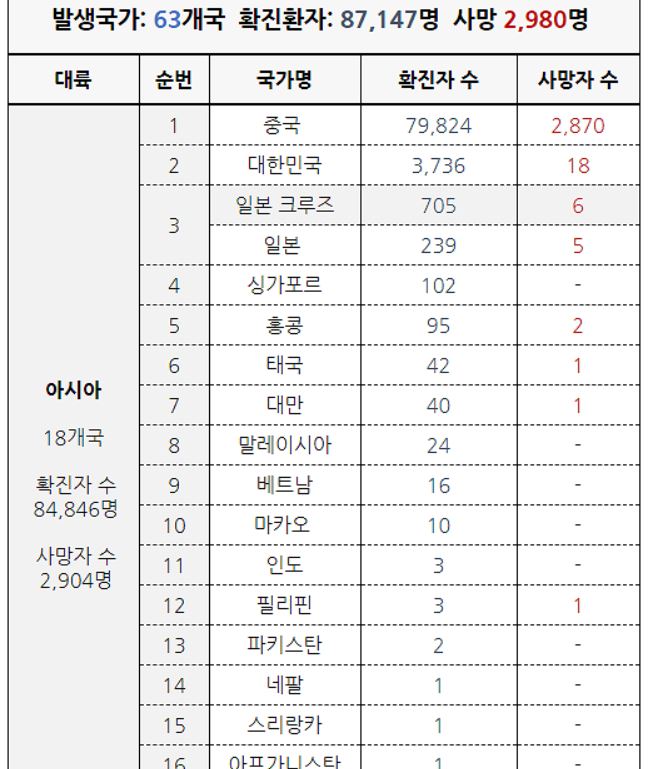 발생국가: 63개국 확진환자: 87,147명 사망 2,980명
대륙 순번 국가명 확진자 수 사망자 수
아시아
18개국
확진자 수
84,846명
사망자 수
2,904명
1 중국 79,824 2,870
2 대한민국 3,736 18
3 일본 크루즈 705 6
일본 239 5
4 싱가포르 102 -
5 홍콩 95 2
6 태국 42 1
7 대만 40 1
8 말레이시아 24 -
9 베트남 16 -
10 마카오 10 -
11 인도 3 -
12 필리핀 3 1
13 파키스탄 2 -
14 네팔 1 -
15 스리랑카 1 -
16 아프가니스탄 1 -